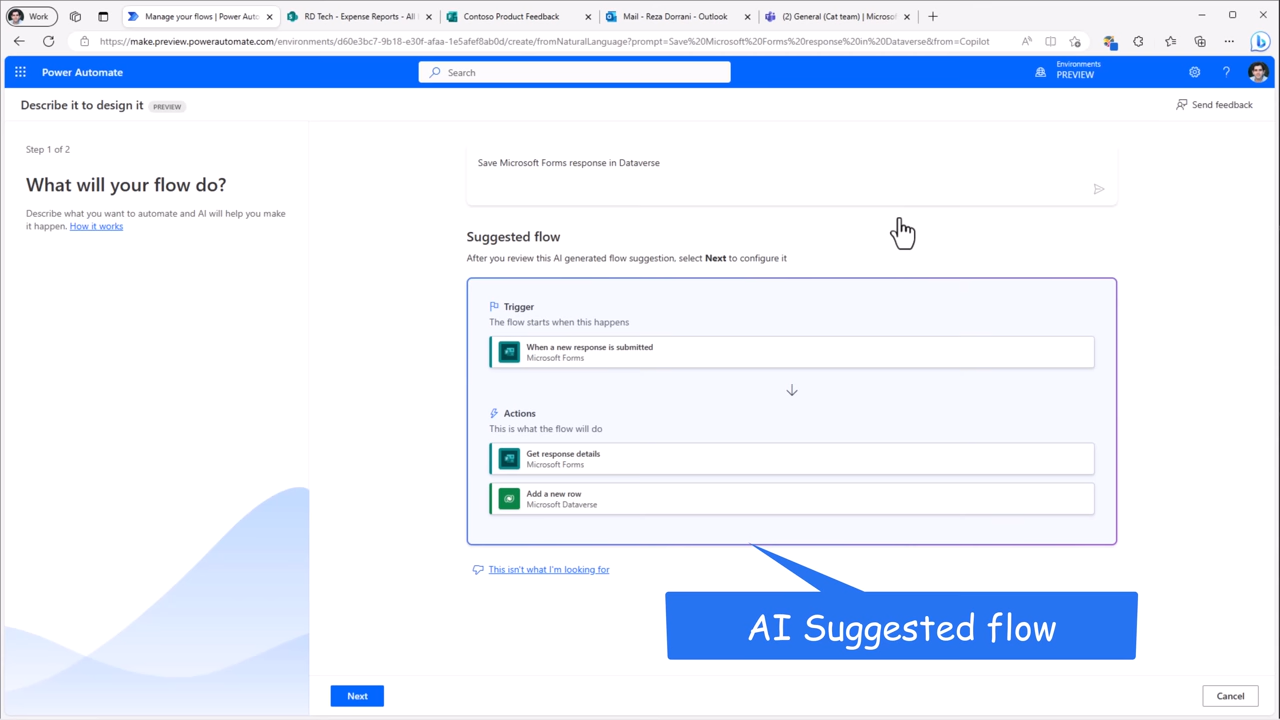 Work
Manage your flows | Power Auto
RD Tech - Expense Reports - All I
Contoso Product Feedback
Mail - Reza Dorrani - Outlook
(2) General (Cat team) | Microsof
https://make.preview.powerautomate.com/environments/d60e3bc7-9b18-e30f-afaa-1e5afef8ab0d/create/fromNaturalLanguage?prompt=Save%20Microsoft%20Forms%20response%20in%20Dataverse&from=Copilot
Power Automate
Search
Environments
PREVIEW
Describe it to design it PREVIEW
Send feedback
Step 1 of 2
What will your flow do?
Describe what you want to automate and AI will help you make
it happen. How it works
Save Microsoft Forms response in Dataverse
Suggested flow
After you review this AI generated flow suggestion, select Next to configure it
Trigger
The flow starts when this happens
When a new response is submitted
Microsoft Forms
Actions
This is what the flow will do
Get response details
Microsoft Forms
Add a new row
Microsoft Dataverse
This isn't what I'm looking for
AI Suggested flow
Next
Cancel